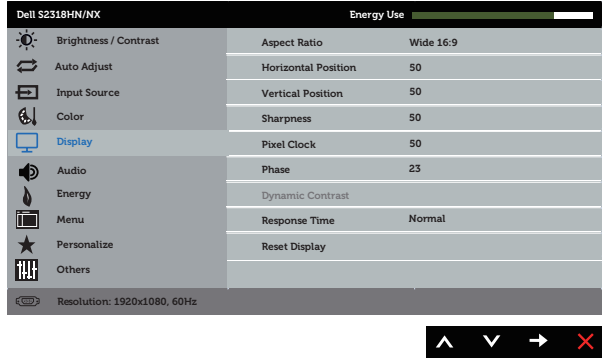 Dell S2318HN/NX Energy Use
Brightness / Contrast
Auto Adjust
Input Source
Color
Display
Audio
Energy
Menu
Personalize
Others
Aspect Ratio Wide 16:9
Horizontal Position 50
Vertical Position 50
Sharpness 50
Pixel Clock 50
Phase 23
Dynamic Contrast
Response Time Normal
Reset Display
Resolution: 1920x1080, 60Hz